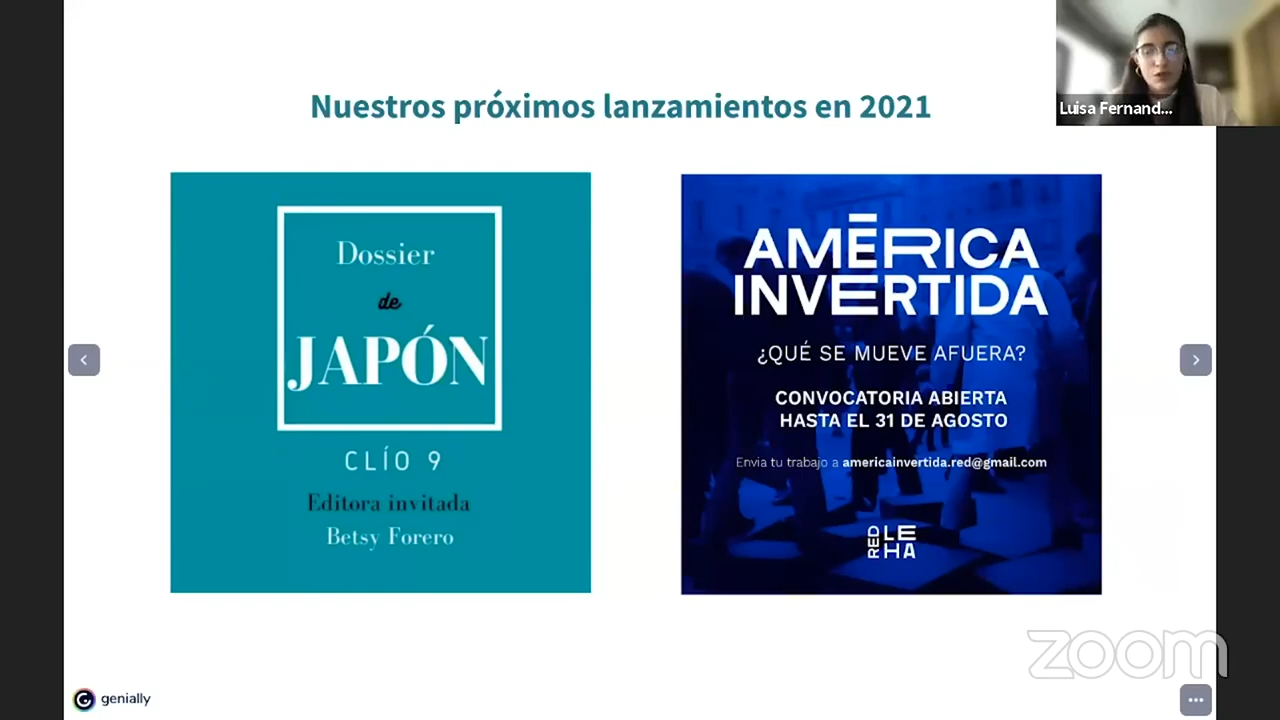 Nuestros próximos lanzamientos en 2021
Luisa Fernand...
Dossier
de
JAPÓN
CLÍO 9
Editora invitada
Betsy Forero
AMÉRICA
INVERTIDA
¿QUÉ SE MUEVE AFUERA?
CONVOCATORIA ABIERTA
HASTA EL 31 DE AGOSTO
Envia tu trabajo a americainvertida.red@gmail.com
RED
LE
HA
zoom
genially